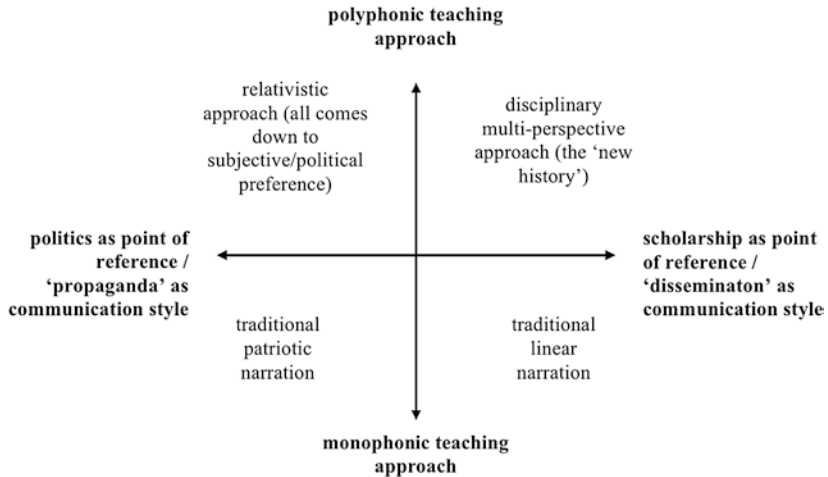 polyphonic teaching
approach
relativistic
approach (all comes
down to
subjective/political
preference)
disciplinary
multi-perspective
approach (the ‘new
history’)
politics as point of
reference /
‘propaganda’ as
communication style
scholarship as point
of reference /
‘disseminaton’ as
communication style
traditional
patriotic
narration
traditional
linear
narration
monophonic teaching
approach